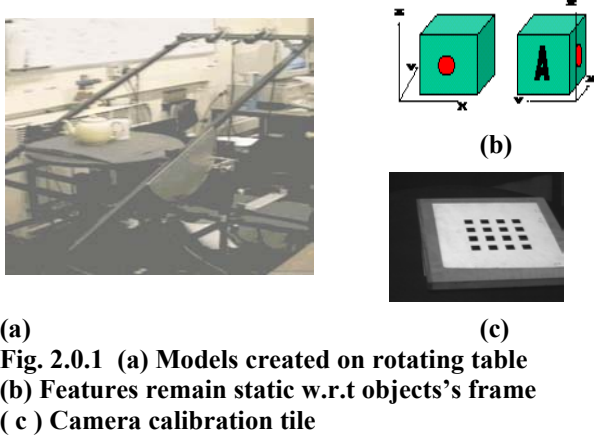 A
(b)
(a)
(c)
Fig. 2.0.1 (a) Models created on rotating table
(b) Features remain static w.r.t objects's frame
( c ) Camera calibration tile